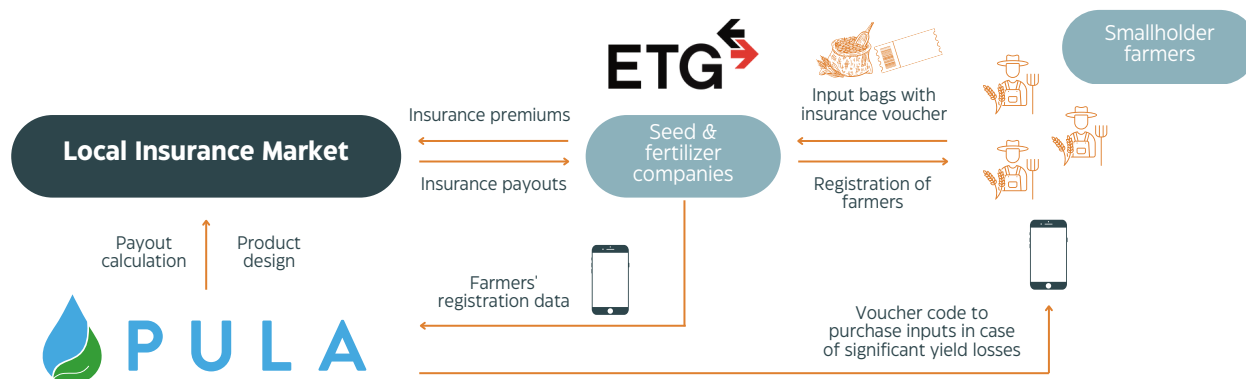 ETG
Smallholder
farmers
Input bags with
insurance voucher
Insurance premiums
Local Insurance Market
Seed &
fertilizer
companies
Insurance payouts
Registration of
farmers
Payout
calculation
Product
design
Farmers'
registration data
Voucher code to
purchase inputs in case
of significant yield losses
PULA